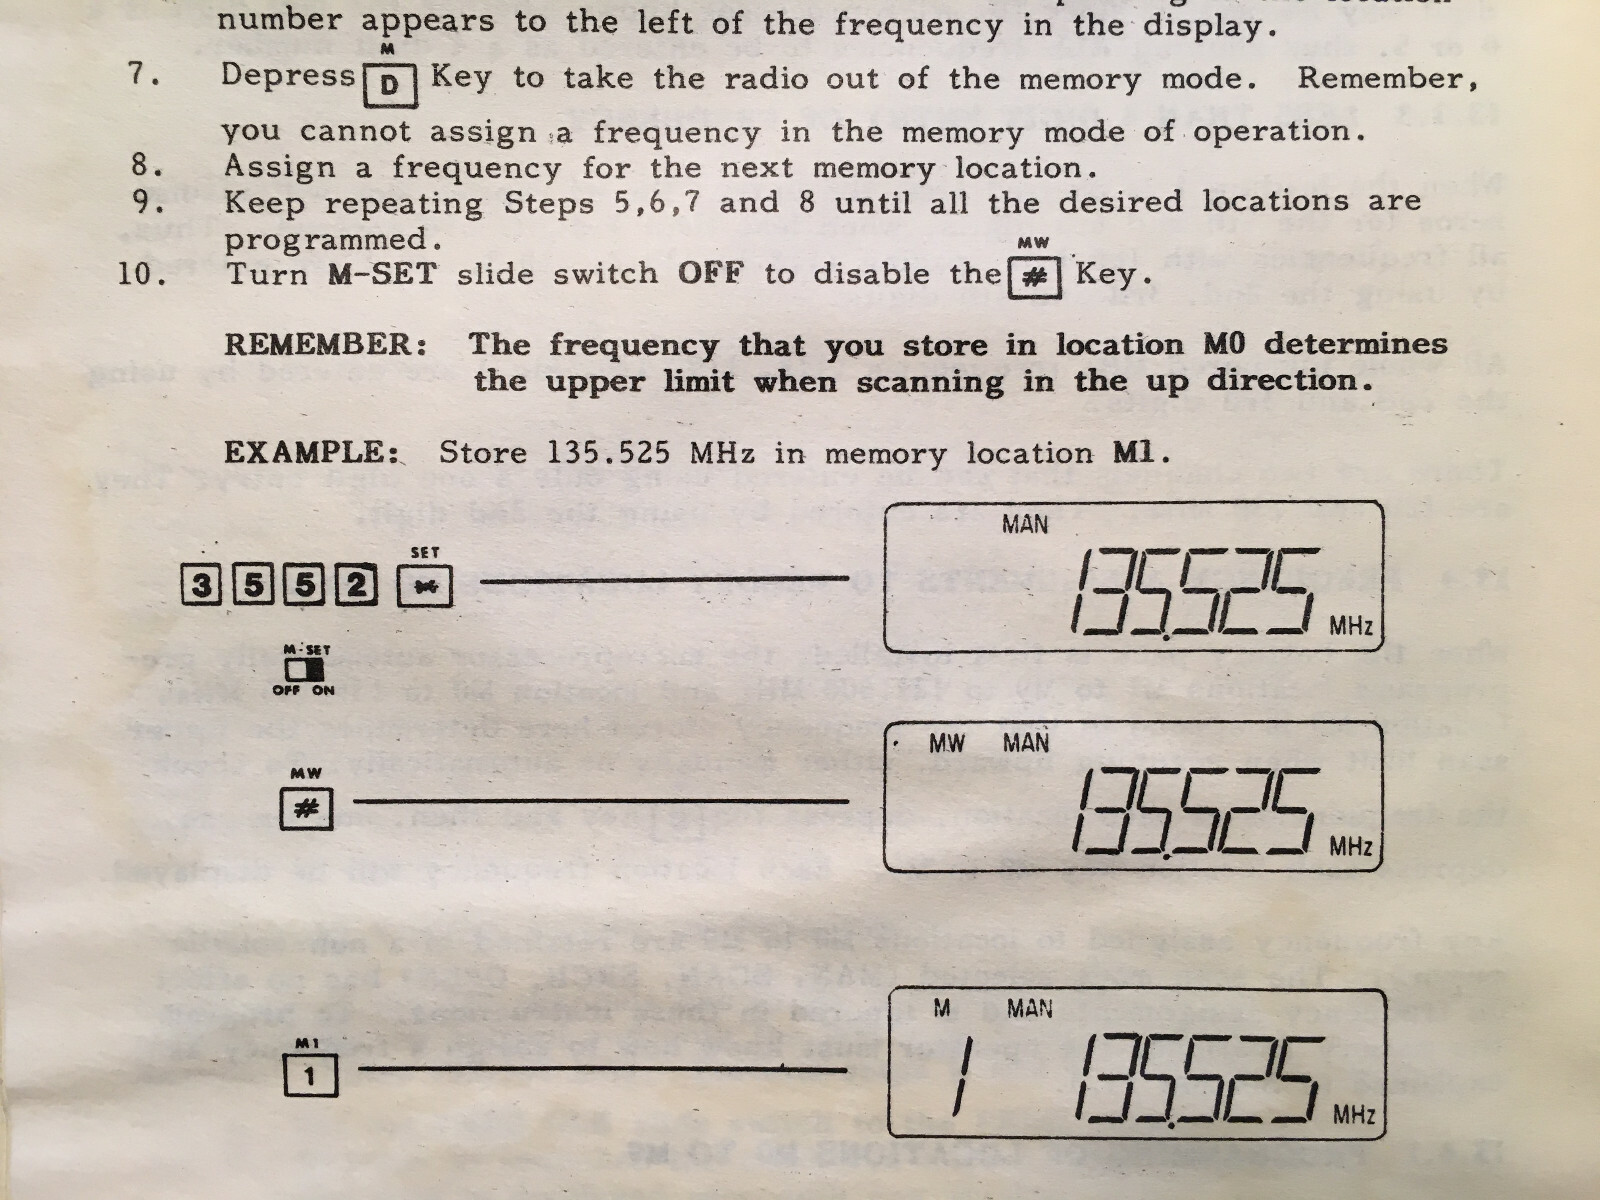 number appears to the left of the frequency in the display.
M
7. Depress D Key to take the radio out of the memory mode. Remember,
you cannot assign a frequency in the memory mode of operation.
8. Assign a frequency for the next memory location.
9. Keep repeating Steps 5,6,7 and 8 until all the desired locations are
programmed.
MW
10. Turn M-SET slide switch OFF to disable the # Key.
REMEMBER: The frequency that you store in location M0 determines
the upper limit when scanning in the up direction.
EXAMPLE: Store 135.525 MHz in memory location M1.
MAN
SET
3 5 5 2 * 135.525 MHz
M-SET
OFF ON
MW MAN
MW
# 135.525 MHz
M MAN
M1
1 1 135.525 MHz